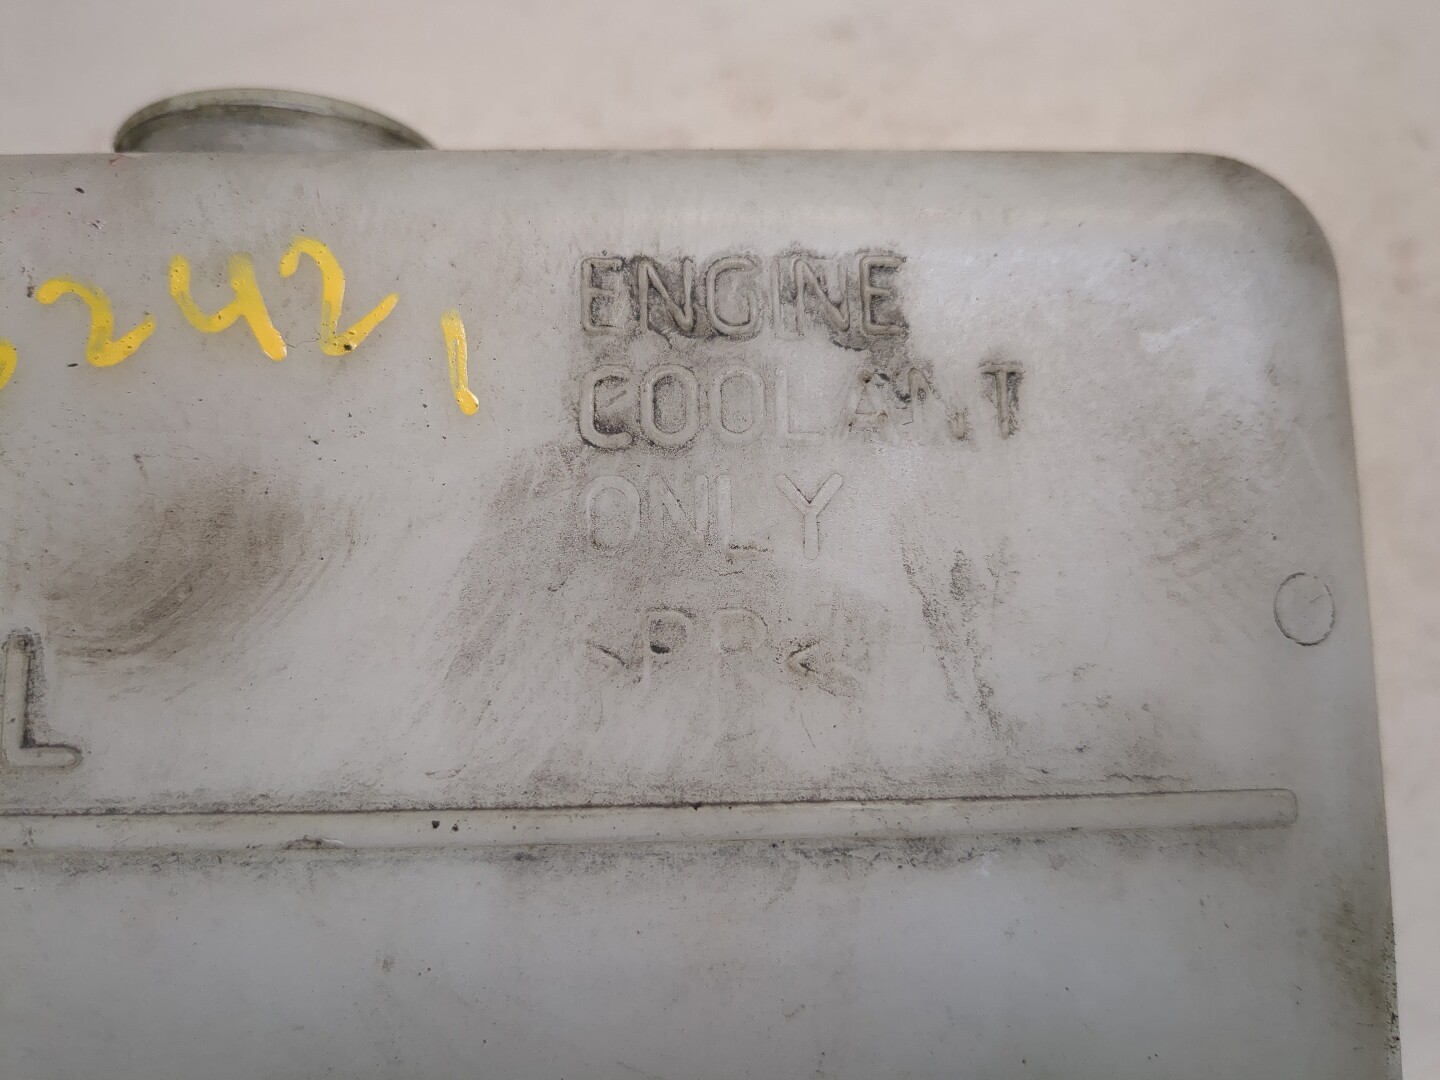 242,
ENGINE
COOLANT
ONLY
>PP<
L